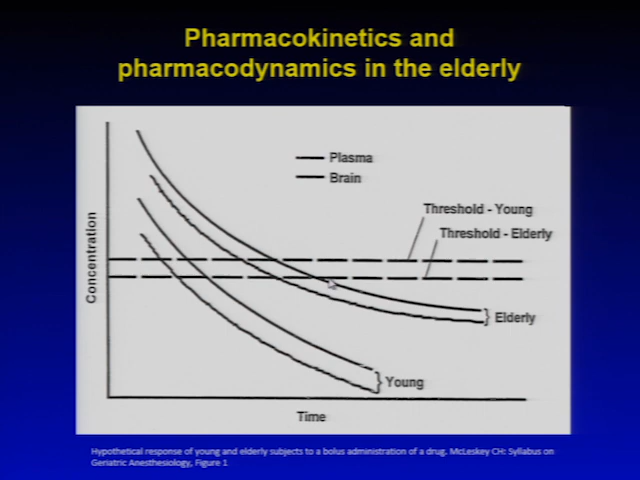 Pharmacokinetics and
pharmacodynamics in the elderly
Plasma
Brain
Threshold - Young
Threshold - Elderly
Concentration
Elderly
Young
Time
Hypothetical response of young and elderly subjects to a bolus administration of a drug. McLeskey CH: Syllabus on
Geriatric Anesthesiology, Figure 1